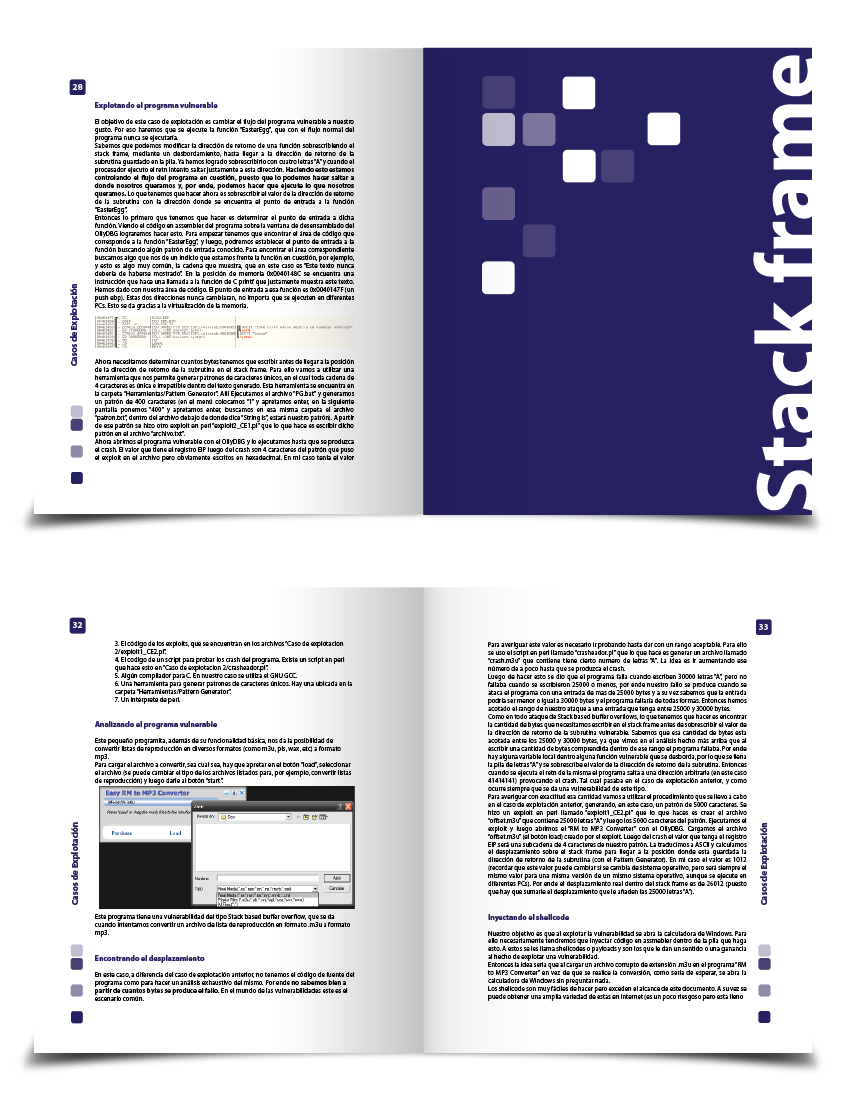 28
Explotando el programa vulnerable
El objetivo de este caso de explotación es cambiar el flujo del programa vulnerable a nuestro
gusto. Por eso haremos que se ejecute la función "EasterEgg", que con el flujo normal del
programa nunca se ejecutaría.
Sabemos que podemos modificar la dirección de retorno de una función sobrescribiendo el
stack frame, mediante un desbordamiento, hasta llegar a la dirección de retorno de la
subrutina guastado en la pila. Ya hemos logrado sobrescribirlo con cuatro letras "A" y cuando el
procesador ejecuto el retn intento saltar justamente a esta dirección. Haciendo esto estamos
controlando el flujo del programa en cuestión, puesto que lo podemos hacer saltar a
donde nosotros queramos y, por ende, podemos hacer que ejecute lo que nosotros
queramos. Lo que tenemos que hacer ahora es sobrescribir el valor de la dirección de retorno
de la subrutina con la dirección donde se encuentra el punto de entrada a la función
"EasterEgg".
Entonces lo primero que tenemos que hacer es determinar el punto de entrada a dicha
función. Viendo el código en assembler del programa sobre la ventana de desensamblado del
OllyDBG lograremos hacer esto. Para empezar tenemos que encontrar el área de código que
corresponde a la función "EasterEgg", y luego, podremos establecer el punto de entrada a la
función buscando algún patrón de entrada conocido. Para encontrar el área correspondiente
buscamos algo que nos de un indicio que estamos frente la función en cuestión, por ejemplo,
y esto es algo muy común, la cadena que muestra, que en este caso es "Este texto nunca
debería de haberse mostrado". En la posición de memoria 0x0040148C se encuentra una
instrucción que hace una llamada a la función de C printf que justamente muestra este texto.
Hemos dado con nuestra área de código. El punto de entrada a esa función es 0x0040147F (un
push ebp). Estas dos direcciones nunca cambiaran, no importa que se ejecuten en diferentes
PCs. Esto se da gracias a la virtualización de la memoria.
Ahora necesitamos determinar cuantos bytes tenemos que escribir antes de llegar a la posición
de la dirección de retorno de la subrutina en el stack frame. Para ello vamos a utilizar una
herramienta que nos permite generar patrones de caracteres únicos, en el cual toda cadena de
4 caracteres es única e irrepetible dentro del texto generado. Esta herramienta se encuentra en
la carpeta "Herramientas/Pattern Generator". Allí Ejecutamos el archivo "PG.bat" y generamos
un patrón de 400 caracteres (en el menú colocamos "1" y apretamos enter, en la siguiente
pantalla ponemos "400" y apretamos enter, buscamos en esa misma carpeta el archivo
"patron.txt", dentro del archivo debajo de donde dice "String is", estará nuestro patrón). A partir
de ese patrón se hizo otro exploit en perl "exploit2_CE1.pl" que lo que hace es escribir dicho
patrón en el archivo "archivo.txt".
Ahora abrimos el programa vulnerable con el OllyDBG y lo ejecutamos hasta que se produzca
el crash. El valor que tiene el registro EIP luego del crash son 4 caracteres del patrón que puso
el exploit en el archivo pero obviamente escritos en hexadecimal. En mi caso tenía el valor
Casos de Explotación
Stack frame
32
3. El código de los exploits, que se encuentran en los archivos "Caso de explotacion
2/exploit1_CE2.pl".
4. El codigo de un script para probar los crash del programa. Existe un script en perl
que hace esto en "Caso de explotacion 2/crasheador.pl".
5. Algún compilador para C. En nuestro caso se utilizo el GNU GCC.
6. Una herramienta para generar patrones de caracteres únicos. Hay una ubicada en la
carpeta "Herramientas/Pattern Generator".
7. Un intérprete de perl.
Analizando el programa vulnerable
Este pequeño programita, además de su funcionalidad básica, nos da la posibilidad de
convertir listas de reproducción en diversos formatos (como m3u, pls, wax, etc) a formato
mp3.
Para cargar el archivo a convertir, sea cual sea, hay que apretar en el botón "load", seleccionar
el archivo (se puede cambiar el tipo de los archivos listados para, por ejemplo, convertir listas
de reproducción) y luego darle al botón "start".
Easy RM to MP3 Converter
Purchase
Load
Nombre:
Abrir
Tipo:
Cancelar
Este programa tiene una vulnerabilidad del tipo Stack based buffer overflow, que se da
cuando intentamos convertir un archivo de lista de reproducción en formato .m3u a formato
mp3.
Encontrando el desplazamiento
En este caso, a diferencia del caso de explotación anterior, no tenemos el código de fuente del
programa como para hacer un análisis exhaustivo del mismo. Por ende no sabemos bien a
partir de cuantos bytes se produce el fallo. En el mundo de las vulnerabilidades este es el
escenario común.
Casos de Explotación
33
Para averiguar este valor es necesario ir probando hasta dar con un rango aceptable. Para ello
se uso el script en perl llamado "crasheador.pl" que lo que hace es generar un archivo llamado
"crash.m3u" que contiene tiene cierto numero de letras "A". La idea es ir aumentando ese
número de a poco hasta que se produzca el crash.
Luego de hacer esto se dio que el programa falla cuando escriben 30000 letras "A", pero no
fallaba cuando se escribieron 25000 o menos, por ende nuestro fallo se produce cuando se
ataca el programa con una entrada de mas de 25000 bytes y a su vez sabemos que la entrada
podría ser menor o igual a 30000 bytes y el programa fallaría de todas formas. Entonces hemos
acotado el rango de nuestro ataque a una entrada que tenga entre 25000 y 30000 bytes.
Como en todo ataque de Stack based buffer overflows, lo que tenemos que hacer es encontrar
la cantidad de bytes que necesitamos escribir en el stack frame antes de sobrescribir el valor de
la dirección de retorno de la subrutina vulnerable. Sabemos que esa cantidad de bytes esta
acotada entre los 25000 y 30000 bytes, ya que vimos en el análisis hecho más arriba que al
escribir una cantidad de bytes comprendida dentro de ese rango el programa fallaba. Por ende
hay alguna variable local dentro alguna función vulnerable que se desborda, por lo que se llena
la pila de letras "A" y se sobrescribe el valor de la dirección de retorno de la subrutina. Entonces
cuando se ejecuta el retn de la misma el programa salta a una dirección arbitraria (en este caso
41414141) provocando el crash. Tal cual pasaba en el caso de explotación anterior, y como
ocurre siempre que se da una vulnerabilidad de este tipo.
Para averiguar con exactitud esa cantidad vamos a utilizar el procedimiento que se llevo a cabo
en el caso de explotación anterior, generando, en este caso, un patrón de 5000 caracteres. Se
hizo un exploit en perl llamado "exploit1_CE2.pl" que lo que hace es crear el archivo
"offset.m3u" que contiene 25000 letras "A" y luego los 5000 caracteres del patrón. Ejecutamos el
exploit y luego abrimos el "RM to MP3 Converter" con el OllyDBG. Cargamos el archivo
"offset.m3u" (el botón load) creado por el exploit. Luego del crash el valor que tenga el registro
EIP será una subcadena de 4 caracteres de nuestro patrón. La traducimos a ASCII y calculamos
el desplazamiento sobre el stack frame para llegar a la posición donde esta guardada la
dirección de retorno de la subrutina (con el Pattern Generator). En mi caso el valor es 1012
(recordar que este valor puede cambiar si se cambia de sistema operativo, pero será siempre el
mismo valor para una misma versión de un mismo sistema operativo, aunque se ejecute en
diferentes PCs). Por ende el desplazamiento real dentro del stack frame es de 26012 (puesto
que hay que sumarle el desplazamiento que le añaden las 25000 letras "A").
Inyectando el shellcode
Nuestro objetivo es que al explotar la vulnerabilidad se abra la calculadora de Windows. Para
ello necesariamente tendremos que inyectar código en assmebler dentro de la pila que haga
esto. A estos se les llama shellcodes o payloads y son los que le dan un sentido o una ganancia
al hecho de explotar una vulnerabilidad.
Entonces la idea sería que al cargar un archivo corrupto de extensión .m3u en el programa "RM
to MP3 Converter" en vez de que se realice la conversión, como sería de esperar, se abra la
calculadora de Windows sin preguntar nada.
Los shellcode son muy fáciles de hacer pero exceden el alcance de este documento. A su vez se
puede obtener una amplia variedad de estas en Internet (es un poco riesgoso pero esta lleno
Casos de Explotación